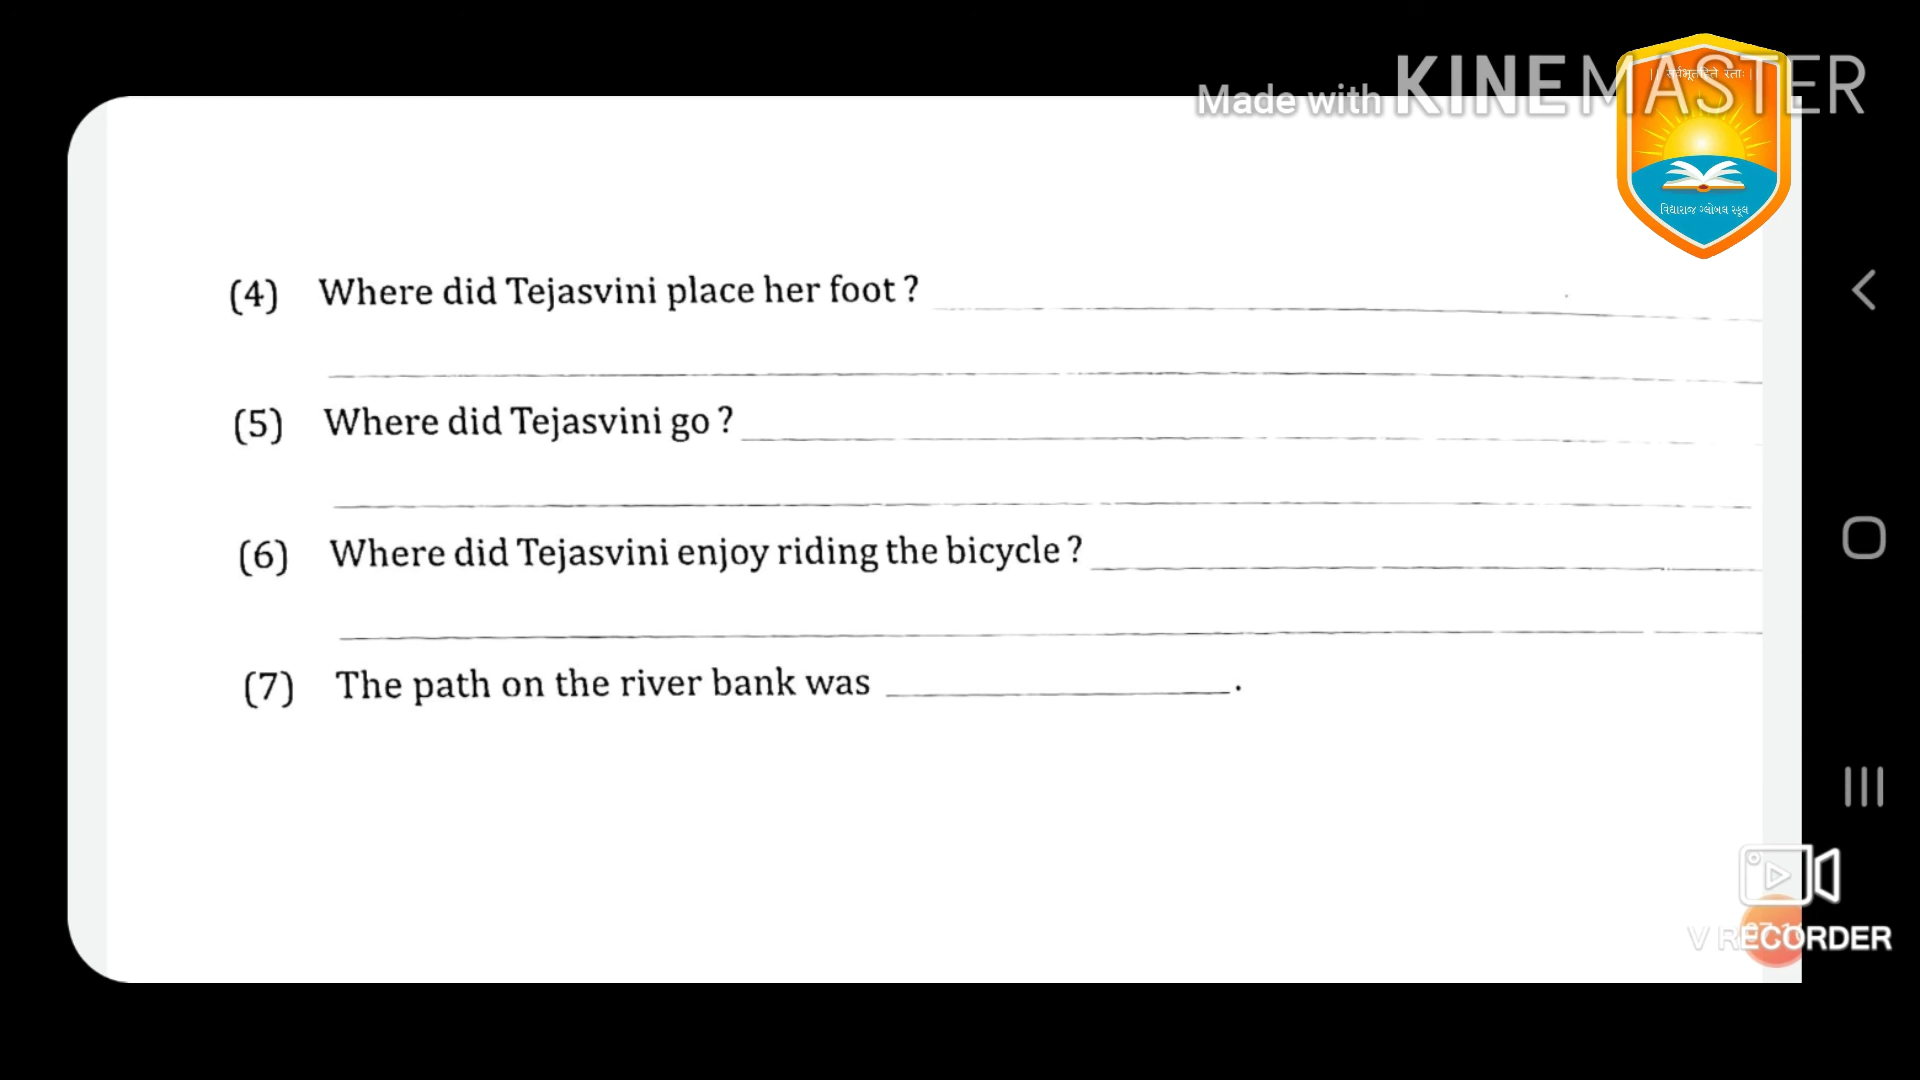 Made with KINEMASTER
વિદ્યારાજ ગ્લોબલ સ્કૂલ
(4) Where did Tejasvini place her foot ?
(5) Where did Tejasvini go ?
(6) Where did Tejasvini enjoy riding the bicycle ?
(7) The path on the river bank was .
V RECORDER